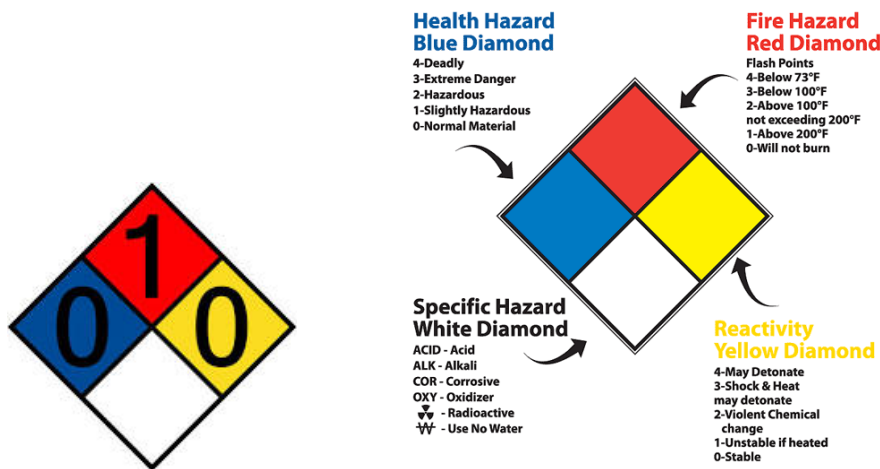 1
0
0
Health Hazard
Blue Diamond
4-Deadly
3-Extreme Danger
2-Hazardous
1-Slightly Hazardous
0-Normal Material
Fire Hazard
Red Diamond
Flash Points
4-Below 73°F
3-Below 100°F
2-Above 100°F
not exceeding 200°F
1-Above 200°F
0-Will not burn
Specific Hazard
White Diamond
ACID - Acid
ALK - Alkali
COR - Corrosive
OXY - Oxidizer
- Radioactive
W - Use No Water
Reactivity
Yellow Diamond
4-May Detonate
3-Shock & Heat
may detonate
2-Violent Chemical
change
1-Unstable if heated
0-Stable